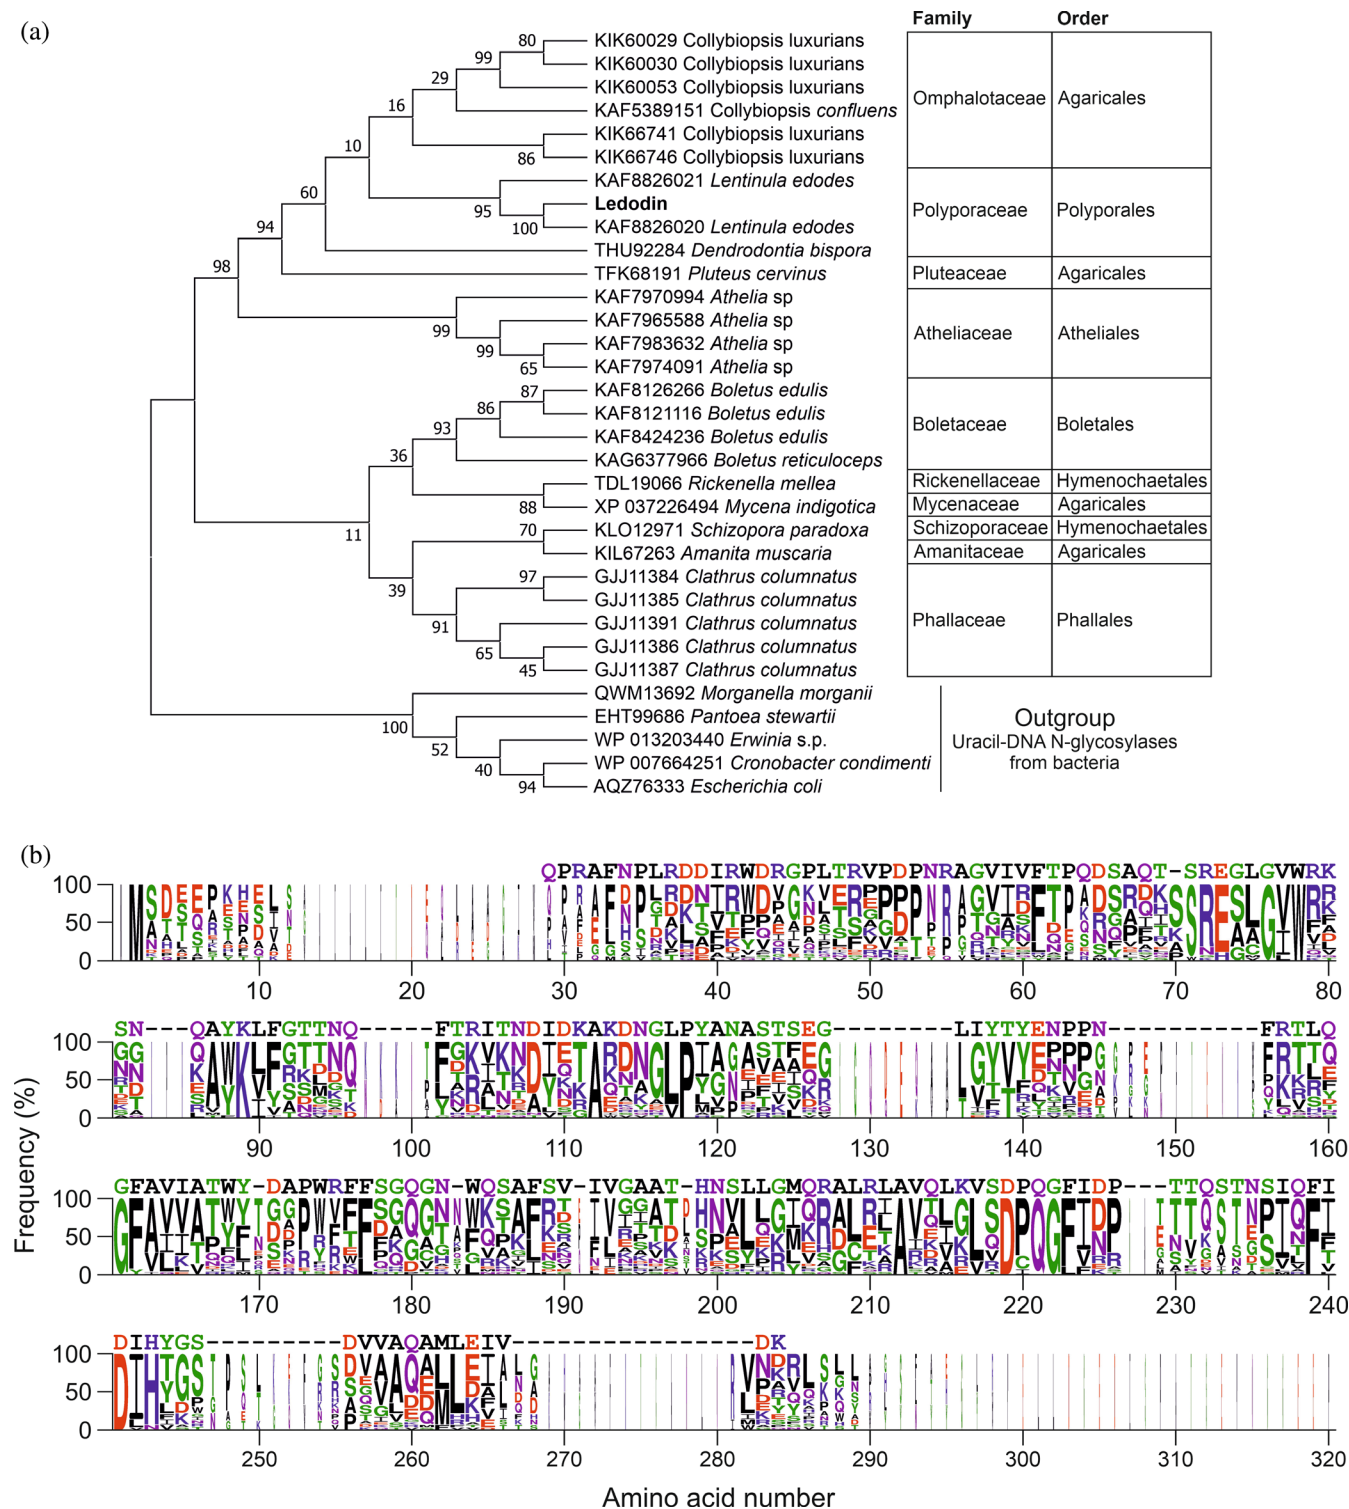 (a)
Family Order
80
KIK60029 Collybiopsis luxurians
99
KIK60030 Collybiopsis luxurians
29
KIK60053 Collybiopsis luxurians
Omphalotaceae Agaricales
16
KAF5389151 Collybiopsis confluens
KIK66741 Collybiopsis luxurians
10
86
KIK66746 Collybiopsis luxurians
60
KAF8826021 Lentinula edodes
95
Ledodin
Polyporaceae Polyporales
94
100
KAF8826020 Lentinula edodes
THU92284 Dendrodontia bispora
98
TFK68191 Pluteus cervinus
Pluteaceae Agaricales
KAF7970994 Athelia sp
99
KAF7965588 Athelia sp
Atheliaceae Atheliales
99
KAF7983632 Athelia sp
65
KAF7974091 Athelia sp
87
KAF8126266 Boletus edulis
86
KAF8121116 Boletus edulis
Boletaceae Boletales
93
KAF8424236 Boletus edulis
36
KAG6377966 Boletus reticuloceps
TDL19066 Rickenella mellea
Rickenellaceae Hymenochaetales
88
XP 037226494 Mycena indigotica
Mycenaceae Agaricales
11
70
KLO12971 Schizopora paradoxa
Schizoporaceae Hymenochaetales
KIL67263 Amanita muscaria
Amanitaceae Agaricales
39
97
GJJ11384 Clathrus columnatus
GJJ11385 Clathrus columnatus
91
GJJ11391 Clathrus columnatus
Phallaceae Phallales
65
GJJ11386 Clathrus columnatus
45
GJJ11387 Clathrus columnatus
QWM13692 Morganella morganii
100
EHT99686 Pantoea stewartii
Outgroup
52
WP 013203440 Erwinia s.p.
Uracil-DNA N-glycosylases
40
WP 007664251 Cronobacter condimenti
from bacteria
94
AQZ76333 Escherichia coli
(b)
QPRAFNPLRDDIRWDRGPLTRVPDPNRAGVIVFTPQDSAQT-SREGLGVWRK
100
50
0
10 20 30 40 50 60 70 80
SN---QAYKLFGTTNQ-----FTRITNDIDKAKDNGLPYANASTSEG--------LIYTYENPPN----------FRTLQ
100
50
0
90 100 110 120 130 140 150 160
GFAVIATWY-DAPWRFFSGQGN-WQSAFSV-IVGAAT-HNSLLGMQRALRLAVQLKVSDPQGFIDP---TTQSTNSIQFI
100
50
0
170 180 190 200 210 220 230 240
DIHYGS---------DVVAQAMLEIV----------------DK
100
50
0
250 260 270 280 290 300 310 320
Frequency (%)
Amino acid number